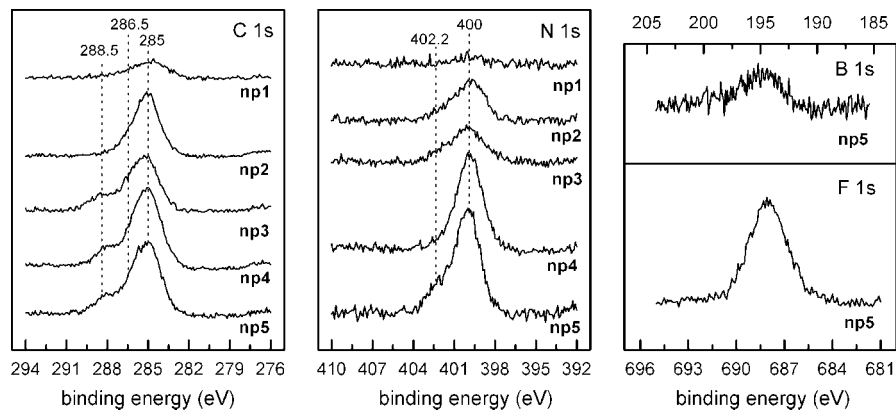 C 1s
286.5
288.5
285
np1
np2
np3
np4
np5
294 291 288 285 282 279 276
binding energy (eV)
N 1s
400
402.2
np1
np2
np3
np4
np5
410 407 404 401 398 395 392
binding energy (eV)
205 200 195 190 185
B 1s
np5
F 1s
np5
696 693 690 687 684 681
binding energy (eV)